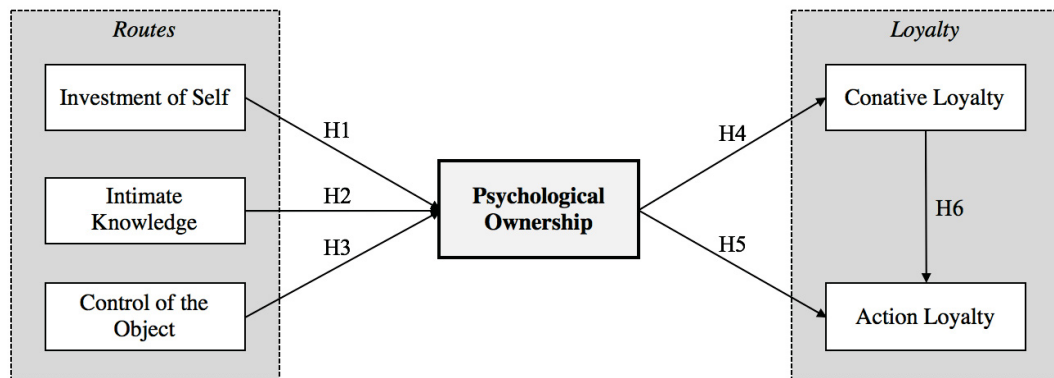 Routes
Investment of Self
Intimate
Knowledge
Control of the
Object
H1
H2
H3
Psychological
Ownership
H4
H5
Loyalty
Conative Loyalty
H6
Action Loyalty